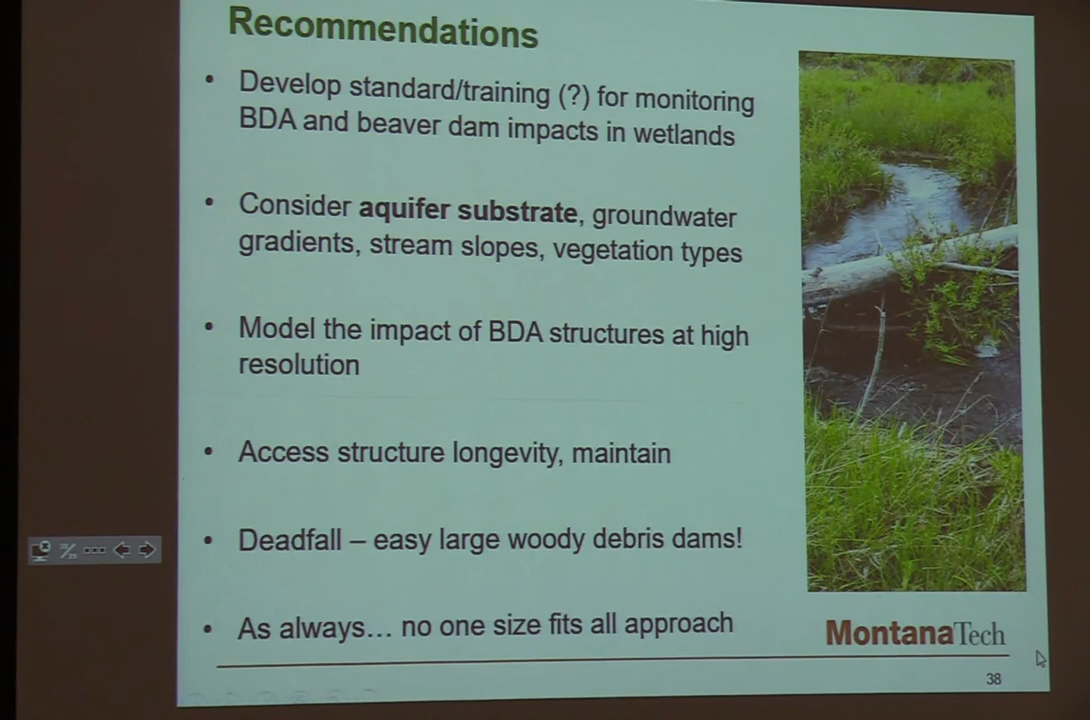 Recommendations
• Develop standard/training (?) for monitoring
BDA and beaver dam impacts in wetlands
• Consider aquifer substrate, groundwater
gradients, stream slopes, vegetation types
• Model the impact of BDA structures at high
resolution
• Access structure longevity, maintain
• Deadfall – easy large woody debris dams!
• As always… no one size fits all approach
MontanaTech
38